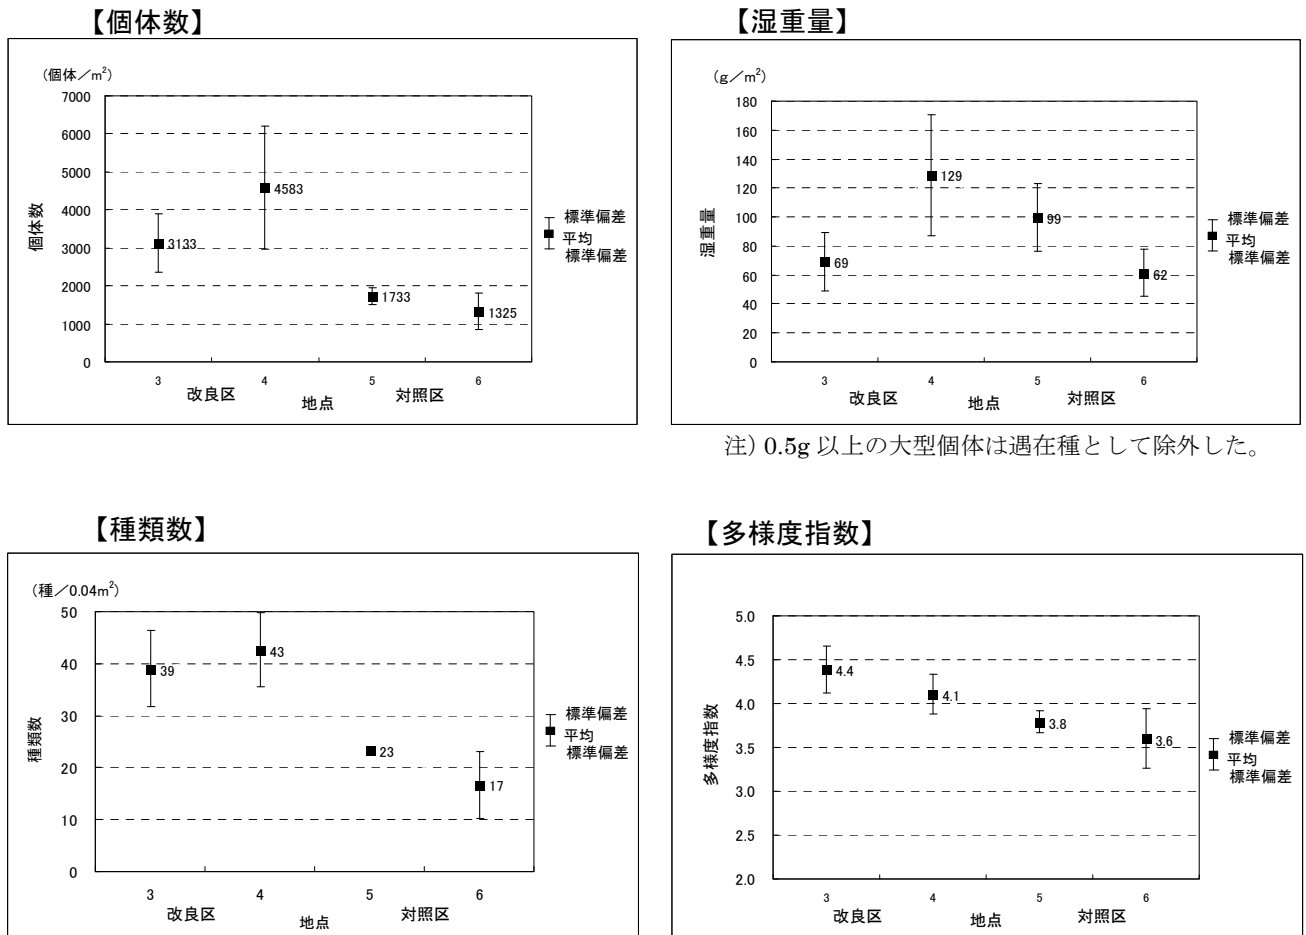 【個体数】
(個体／m²)
7000
6000
5000
4000
3000
2000
1000
0
個体数
3133
4583
1733
1325
3
4
5
6
改良区
対照区
地点
標準偏差
平均
標準偏差
【湿重量】
(ｇ／m²)
180
160
140
120
100
80
60
40
20
0
湿重量
69
129
99
62
3
4
5
6
改良区
対照区
地点
標準偏差
平均
標準偏差
注) 0.5g 以上の大型個体は遇在種として除外した。
【種類数】
(種／0.04m²)
50
40
30
20
10
0
種類数
39
43
23
17
3
4
5
6
改良区
対照区
地点
標準偏差
平均
標準偏差
【多様度指数】
5.0
4.5
4.0
3.5
3.0
2.5
2.0
多様度指数
4.4
4.1
3.8
3.6
3
4
5
6
改良区
対照区
地点
標準偏差
平均
標準偏差